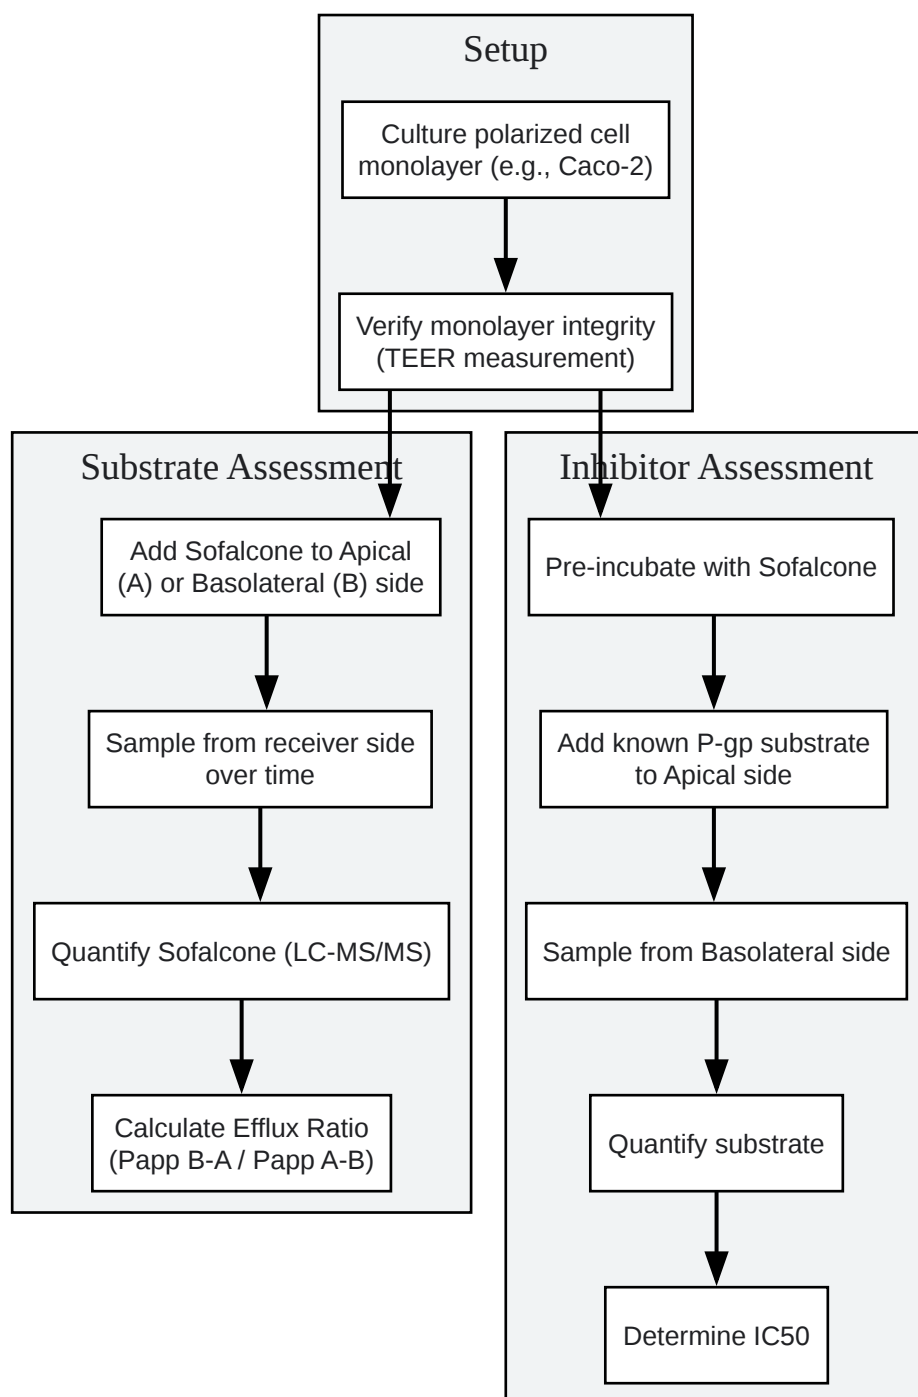 Setup
Culture polarized cell
monolayer (e.g., Caco-2)
Verify monolayer integrity
(TEER measurement)
Substrate Assessment
Add Sofalcone to Apical
(A) or Basolateral (B) side
Sample from receiver side
over time
Quantify Sofalcone (LC-MS/MS)
Calculate Efflux Ratio
(Papp B-A / Papp A-B)
Inhibitor Assessment
Pre-incubate with Sofalcone
Add known P-gp substrate
to Apical side
Sample from Basolateral side
Quantify substrate
Determine IC50